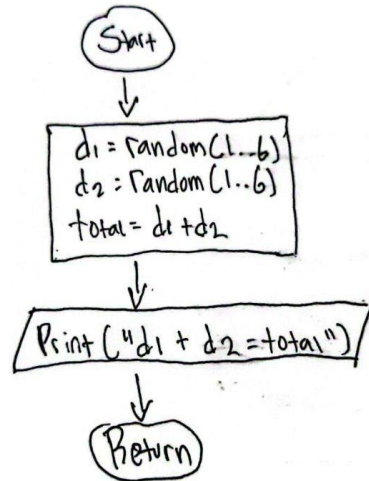 Start
d1 = random(1..6)
d2 = random(1..6)
total = d1 + d2
Print ("d1 + d2 = total")
Return